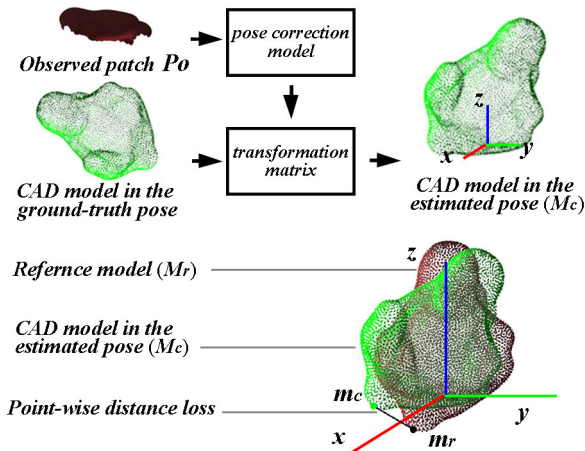 Observed patch Po
pose correction
model
CAD model in the
ground-truth pose
transformation
matrix
z
x
y
CAD model in the
estimated pose (Mc)
Refernce model (Mr)
z
CAD model in the
estimated pose (Mc)
mc
Point-wise distance loss
y
x
mr